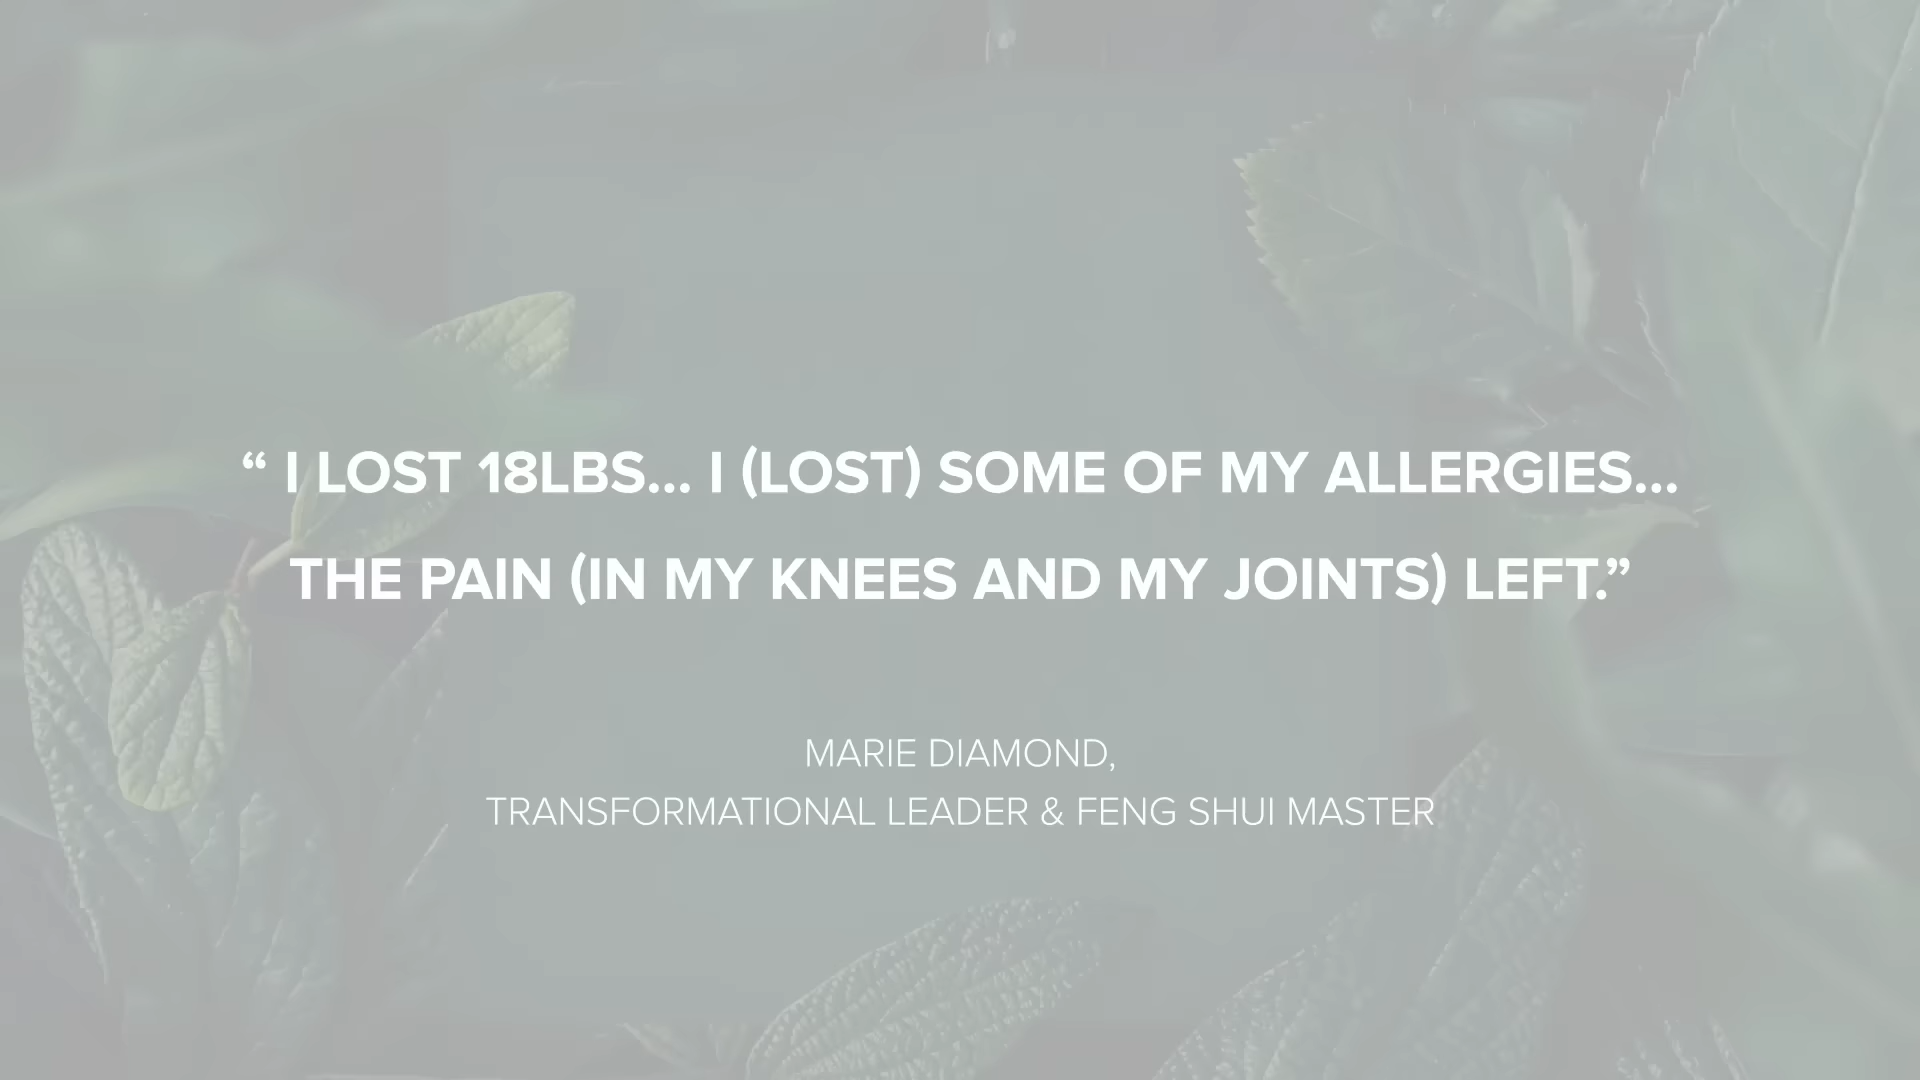 “ I LOST 18LBS... I (LOST) SOME OF MY ALLERGIES...
THE PAIN (IN MY KNEES AND MY JOINTS) LEFT.”
MARIE DIAMOND,
TRANSFORMATIONAL LEADER & FENG SHUI MASTER